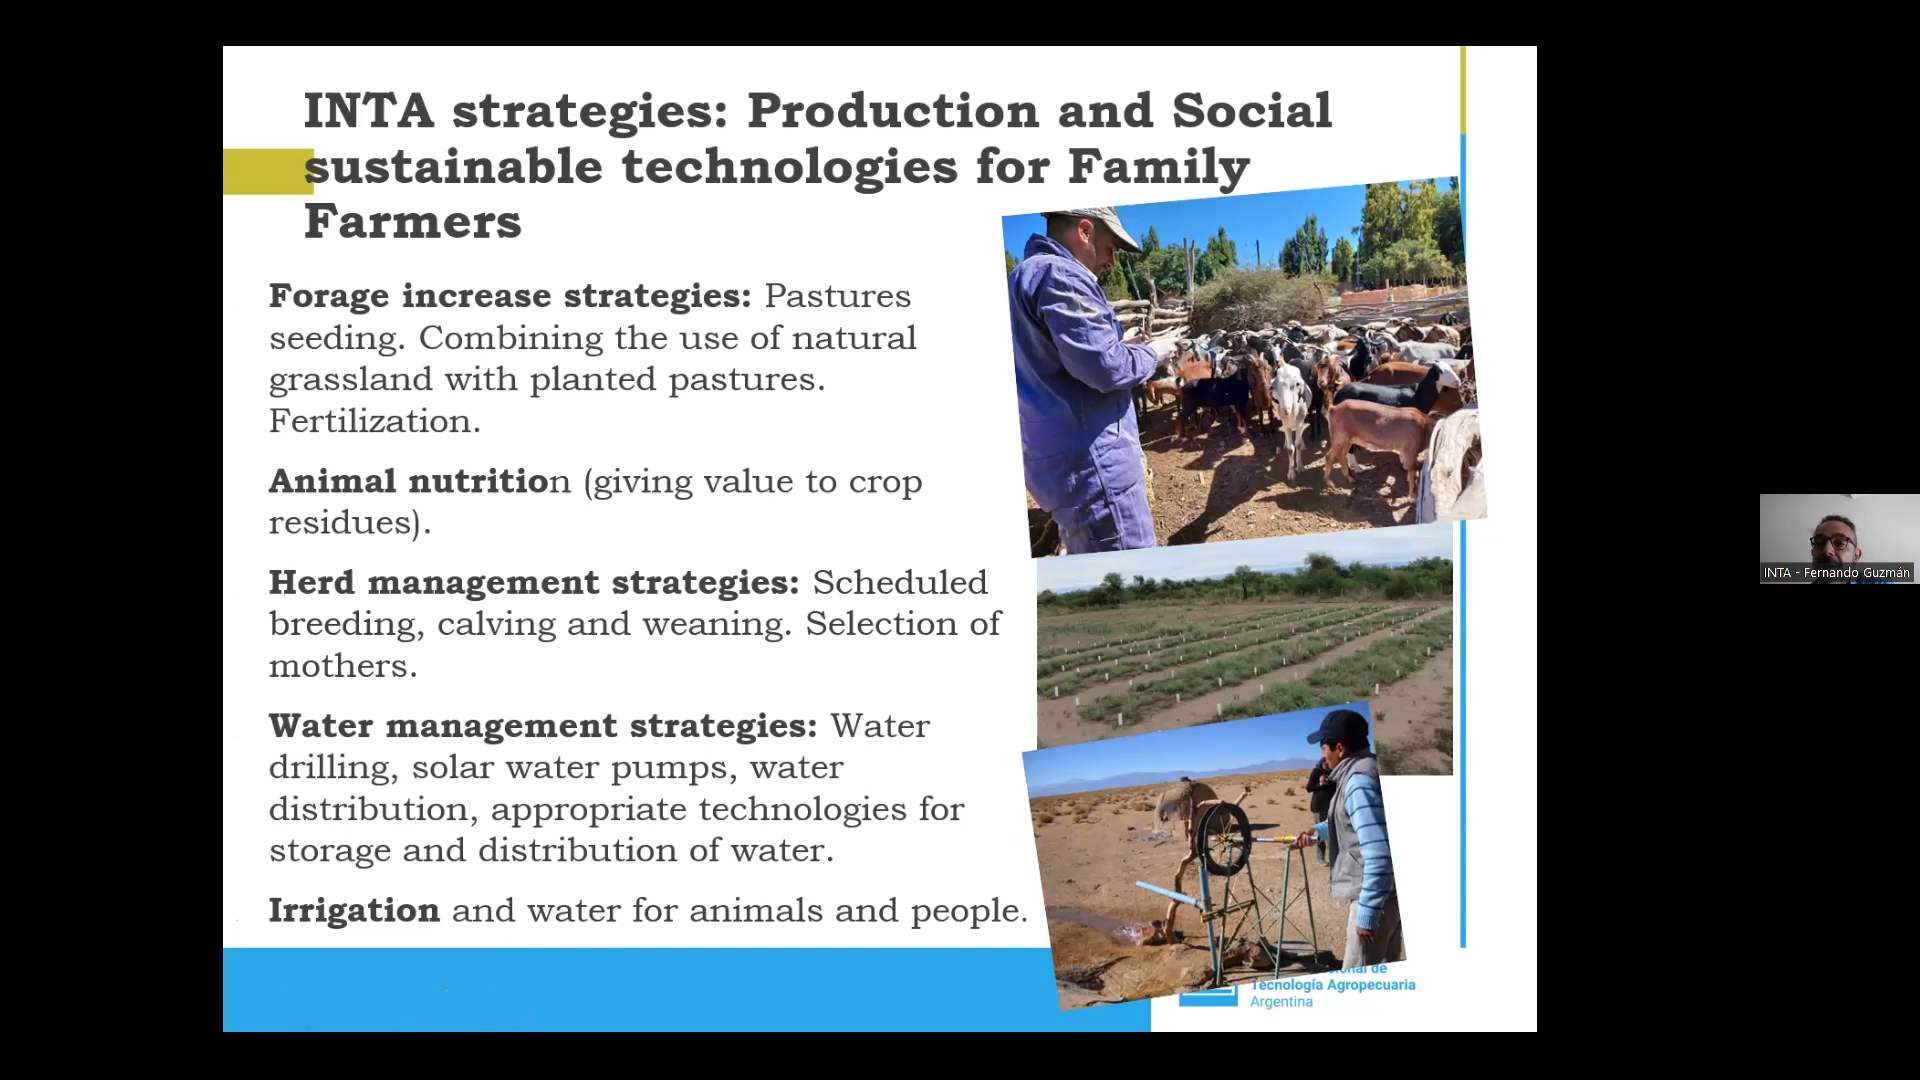 INTA strategies: Production and Social
sustainable technologies for Family
Farmers
Forage increase strategies: Pastures
seeding. Combining the use of natural
grassland with planted pastures.
Fertilization.
Animal nutrition (giving value to crop
residues).
Herd management strategies: Scheduled
breeding, calving and weaning. Selection of
mothers.
Water management strategies: Water
drilling, solar water pumps, water
distribution, appropriate technologies for
storage and distribution of water.
Irrigation and water for animals and people.
de
Tecnología Agropecuaria
Argentina
INTA - Fernando Guzmán